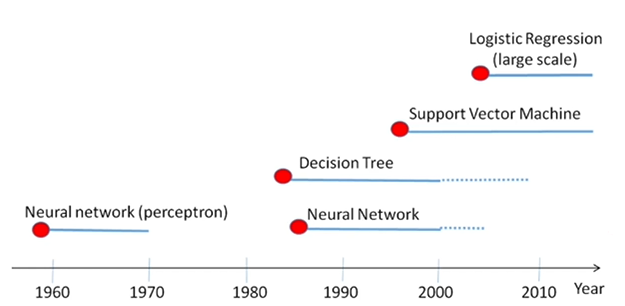 Logistic Regression
(large scale)
Support Vector Machine
Decision Tree
Neural network (perceptron)
Neural Network
1960 1970 1980 1990 2000 2010 Year